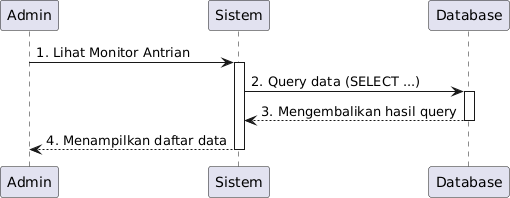 Admin Sistem Database
1. Lihat Monitor Antrian
2. Query data (SELECT ...)
3. Mengembalikan hasil query
4. Menampilkan daftar data
Admin Sistem Database